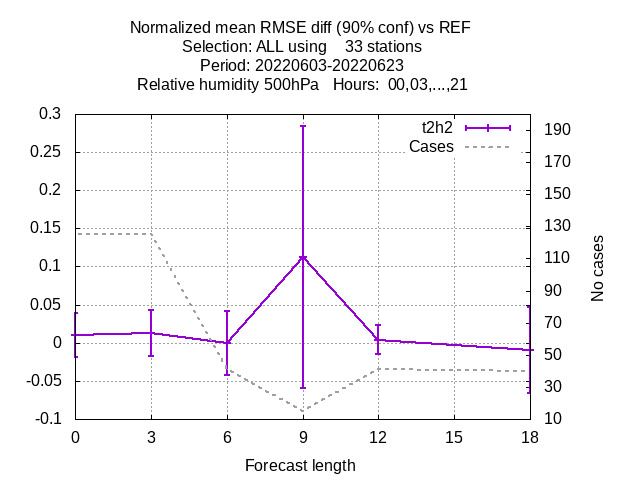 Normalized mean RMSE diff (90% conf) vs REF
Selection: ALL using    33 stations
Period: 20220603-20220623
Relative humidity 500hPa   Hours:  00,03,...,21
t2h2
Cases
0.3
0.25
0.2
0.15
0.1
0.05
0
-0.05
-0.1
190
170
150
130
110
90
70
50
30
10
No cases
0 3 6 9 12 15 18
Forecast length